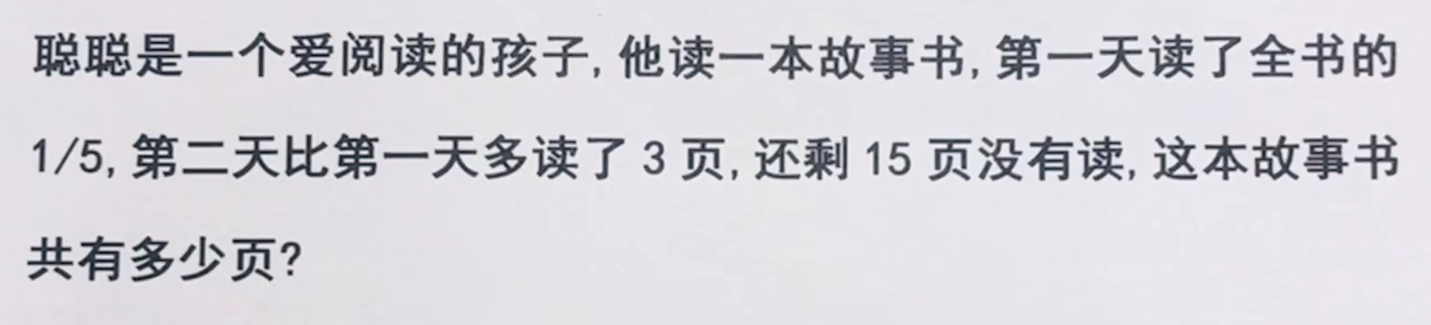 聪聪是一个爱阅读的孩子,他读一本故事书,第一天读了全书的
1/5,第二天比第一天多读了3页,还剩15页没有读,这本故事书
共有多少页?